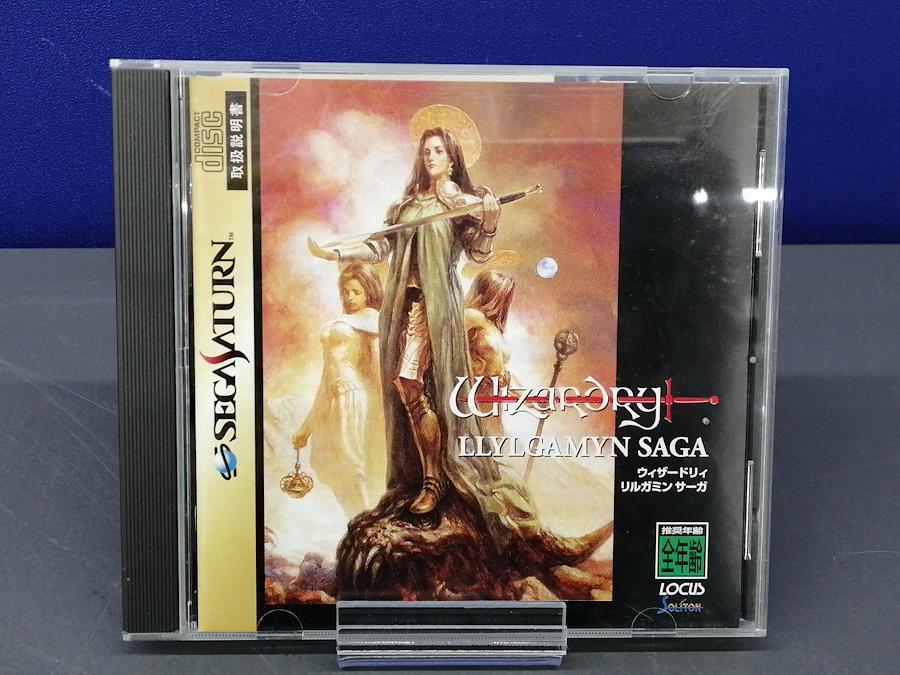 COMPACT
disc
取扱説明書
SEGA SATURN™
Wizardry®
LLYLGAMYN SAGA
ウィザードリィ
リルガミン サーガ
推奨年齢
全年齢
LOCUS
SOLITON